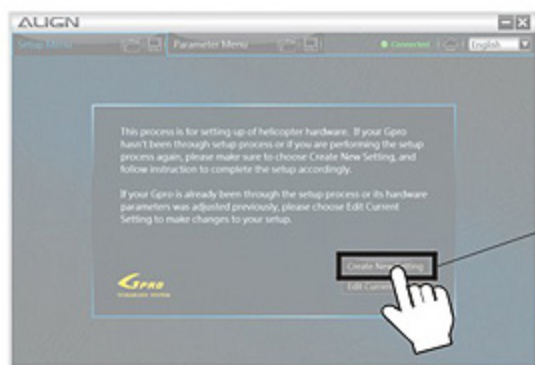 ALIGN
Setup Menu Parameter Menu Connected English
This process is for setting up of helicopter hardware. If your Gpro
hasn't been through setup process or if you are performing the setup
process again, please make sure to choose Create New Setting, and
follow instruction to complete the setup accordingly.
If your Gpro is already been through the setup process or its hardware
parameters was adjusted previously, please choose Edit Current
Setting to make changes to your setup.
Create New Setting
GPRO
Edit Current